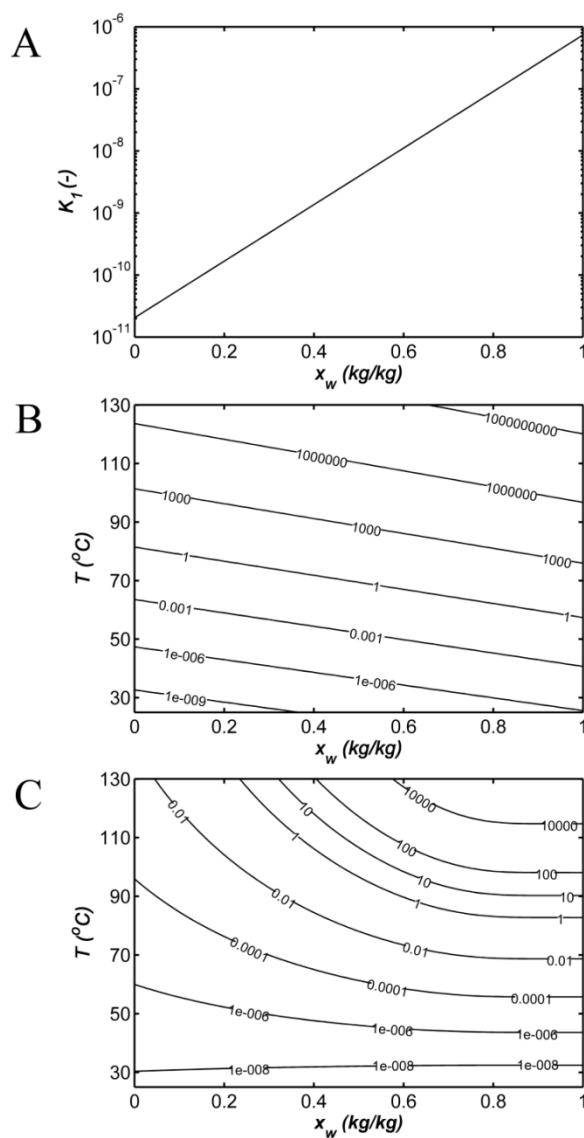 A
K₁ (-)
10⁻⁶
10⁻⁷
10⁻⁸
10⁻⁹
10⁻¹⁰
10⁻¹¹
0 0.2 0.4 0.6 0.8 1
x_w (kg/kg)
B
T (°C)
130
110
90
70
50
30
1000000000
1000000 1000000
1000 1000
1 1
0.001 0.001
1e-006 1e-006
1e-009
0 0.2 0.4 0.6 0.8 1
x_w (kg/kg)
C
T (°C)
130
110
90
70
50
30
10000 10000
100 100
10 10
1 1
0.01 0.01 0.01 0.01
0.0001 0.0001 0.0001
1e-006 1e-006 1e-006
1e-008 1e-008 1e-008
0 0.2 0.4 0.6 0.8 1
x_w (kg/kg)